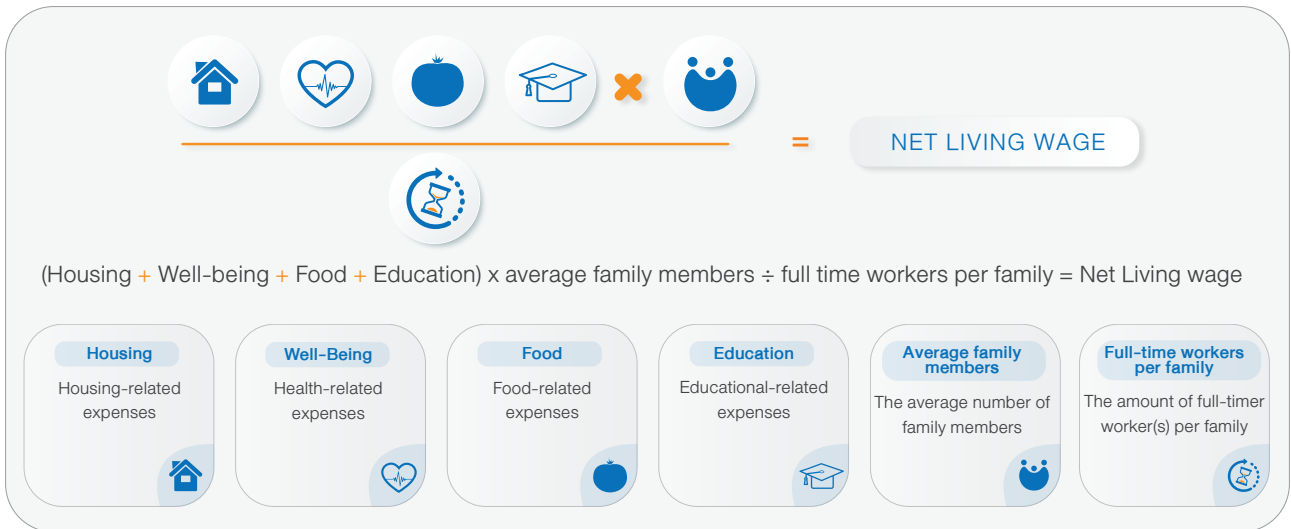 =
NET LIVING WAGE
(Housing + Well-being + Food + Education) x average family members ÷ full time workers per family = Net Living wage
Housing
Housing-related
expenses
Well-Being
Health-related
expenses
Food
Food-related
expenses
Education
Educational-related
expenses
Average family
members
The average number of
family members
Full-time workers
per family
The amount of full-timer
worker(s) per family